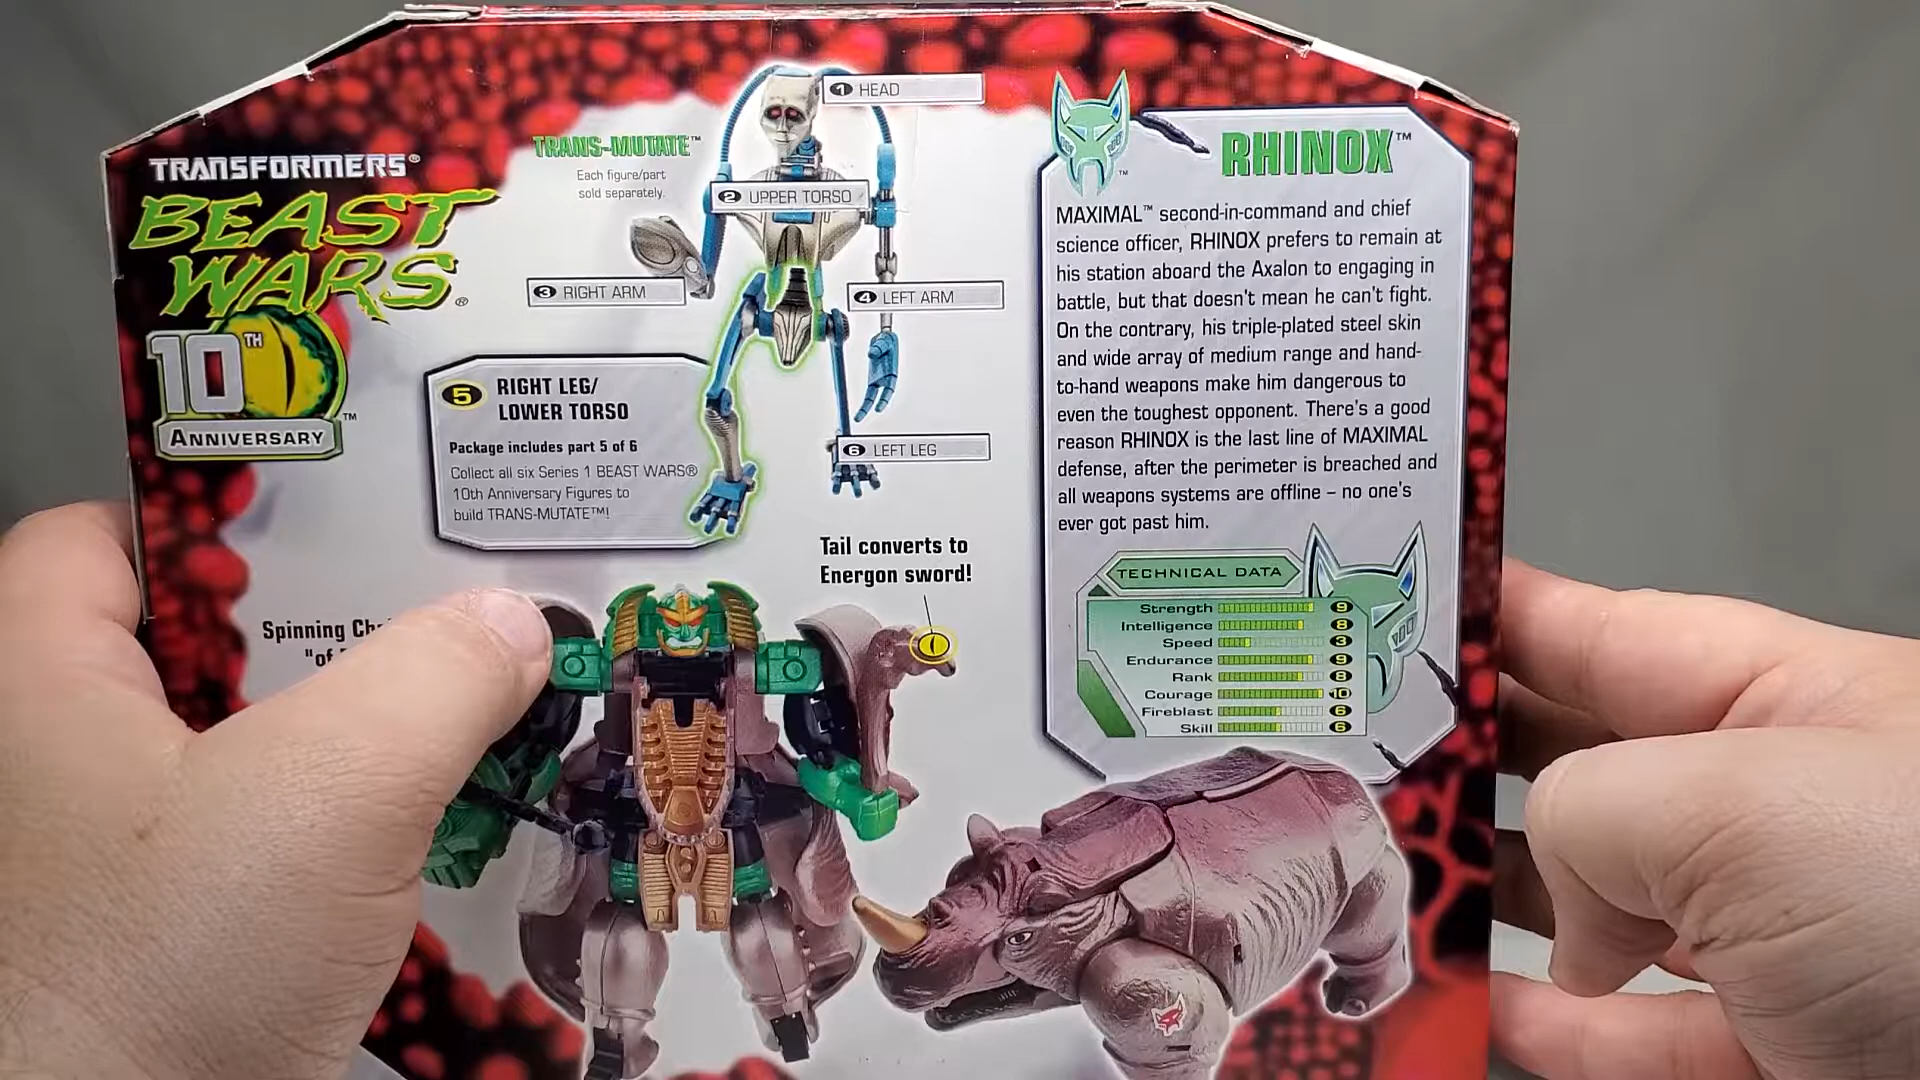 TRANSFORMERS®
BEAST
WARS®
10TH
ANNIVERSARY™
TRANS-MUTATE™
Each figure/part
sold separately.
1 HEAD
2 UPPER TORSO
3 RIGHT ARM
4 LEFT ARM
5 RIGHT LEG/
LOWER TORSO
Package includes part 5 of 6
Collect all six Series 1 BEAST WARS®
10th Anniversary Figures to
build TRANS-MUTATE™!
6 LEFT LEG
Tail converts to
Energon sword!
Spinning
"of
RHINOX™
™
MAXIMAL™ second-in-command and chief
science officer, RHINOX prefers to remain at
his station aboard the Axalon to engaging in
battle, but that doesn't mean he can't fight.
On the contrary, his triple-plated steel skin
and wide array of medium range and hand-
to-hand weapons make him dangerous to
even the toughest opponent. There's a good
reason RHINOX is the last line of MAXIMAL
defense, after the perimeter is breached and
all weapons systems are offline – no one's
ever got past him.
TECHNICAL DATA
Strength 9
Intelligence 8
Speed 3
Endurance 9
Rank 8
Courage 10
Fireblast 6
Skill 6